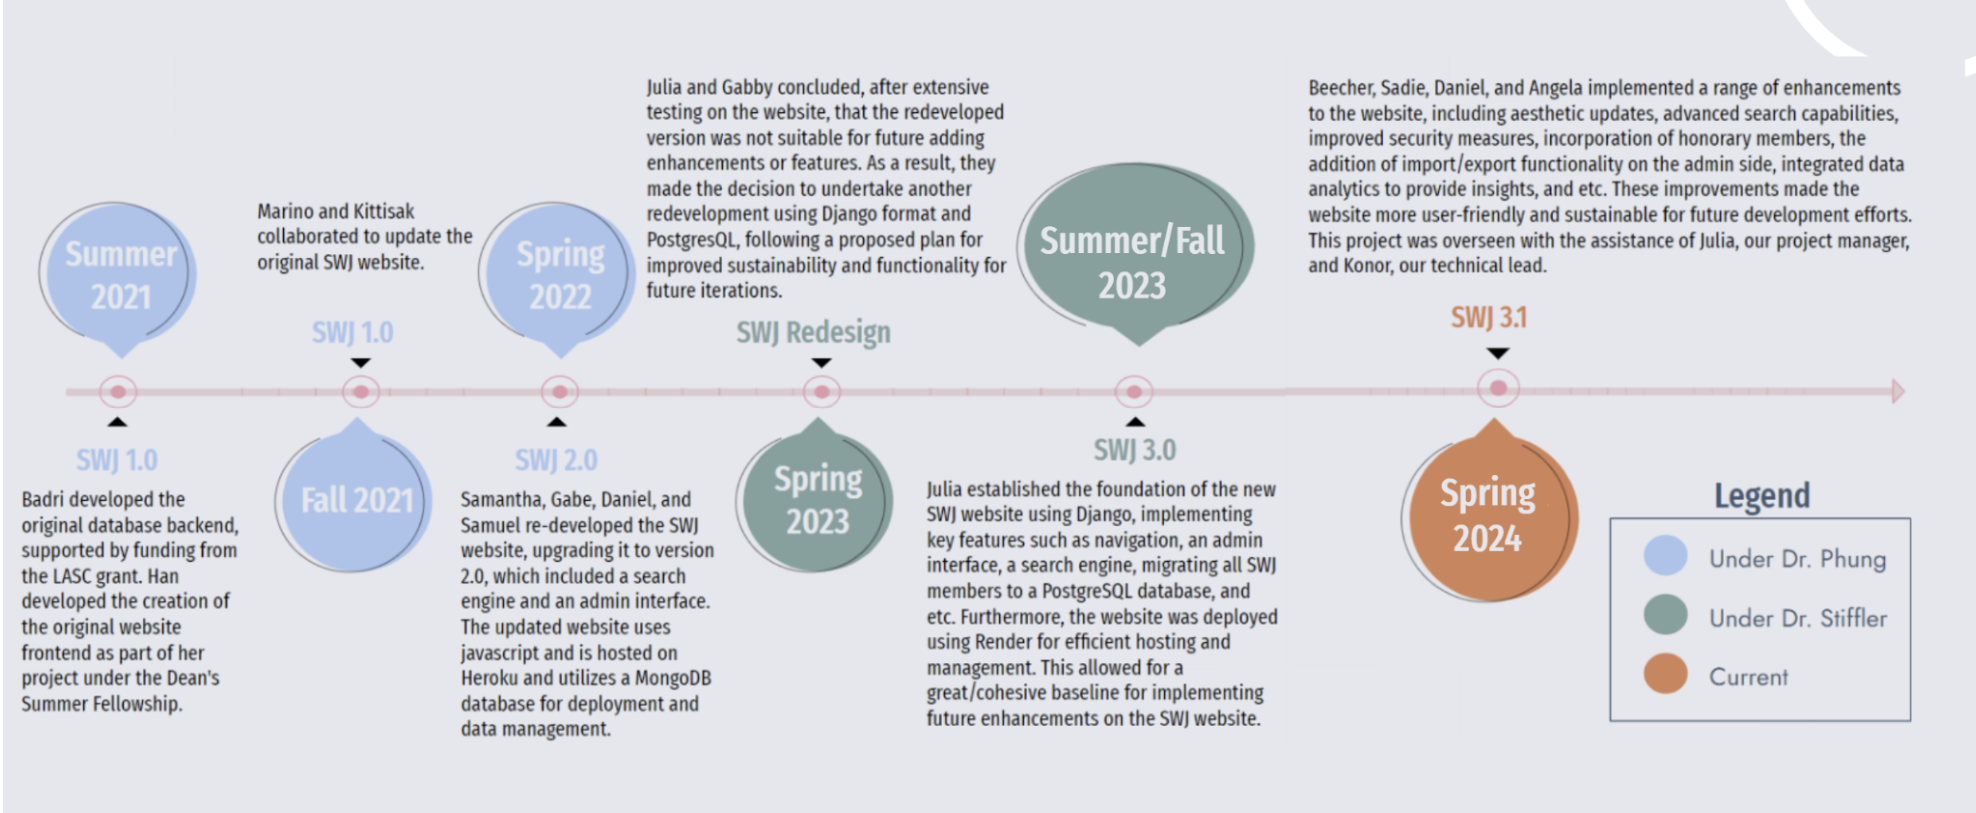 Summer
2021
SWJ 1.0
Badri developed the
original database backend,
supported by funding from
the LASC grant. Han
developed the creation of
the original website
frontend as part of her
project under the Dean's
Summer Fellowship.
Marino and Kittisak
collaborated to update the
original SWJ website.
SWJ 1.0
Fall 2021
Spring
2022
SWJ 2.0
Samantha, Gabe, Daniel, and
Samuel re-developed the SWJ
website, upgrading it to version
2.0, which included a search
engine and an admin interface.
The updated website uses
javascript and is hosted on
Heroku and utilizes a MongoDB
database for deployment and
data management.
Julia and Gabby concluded, after extensive
testing on the website, that the redeveloped
version was not suitable for future adding
enhancements or features. As a result, they
made the decision to undertake another
redevelopment using Django format and
PostgresQL, following a proposed plan for
improved sustainability and functionality for
future iterations.
SWJ Redesign
Spring
2023
Summer/Fall
2023
SWJ 3.0
Julia established the foundation of the new
SWJ website using Django, implementing
key features such as navigation, an admin
interface, a search engine, migrating all SWJ
members to a PostgreSQL database, and
etc. Furthermore, the website was deployed
using Render for efficient hosting and
management. This allowed for a
great/cohesive baseline for implementing
future enhancements on the SWJ website.
Beecher, Sadie, Daniel, and Angela implemented a range of enhancements
to the website, including aesthetic updates, advanced search capabilities,
improved security measures, incorporation of honorary members, the
addition of import/export functionality on the admin side, integrated data
analytics to provide insights, and etc. These improvements made the
website more user-friendly and sustainable for future development efforts.
This project was overseen with the assistance of Julia, our project manager,
and Konor, our technical lead.
SWJ 3.1
Spring
2024
Legend
Under Dr. Phung
Under Dr. Stiffler
Current